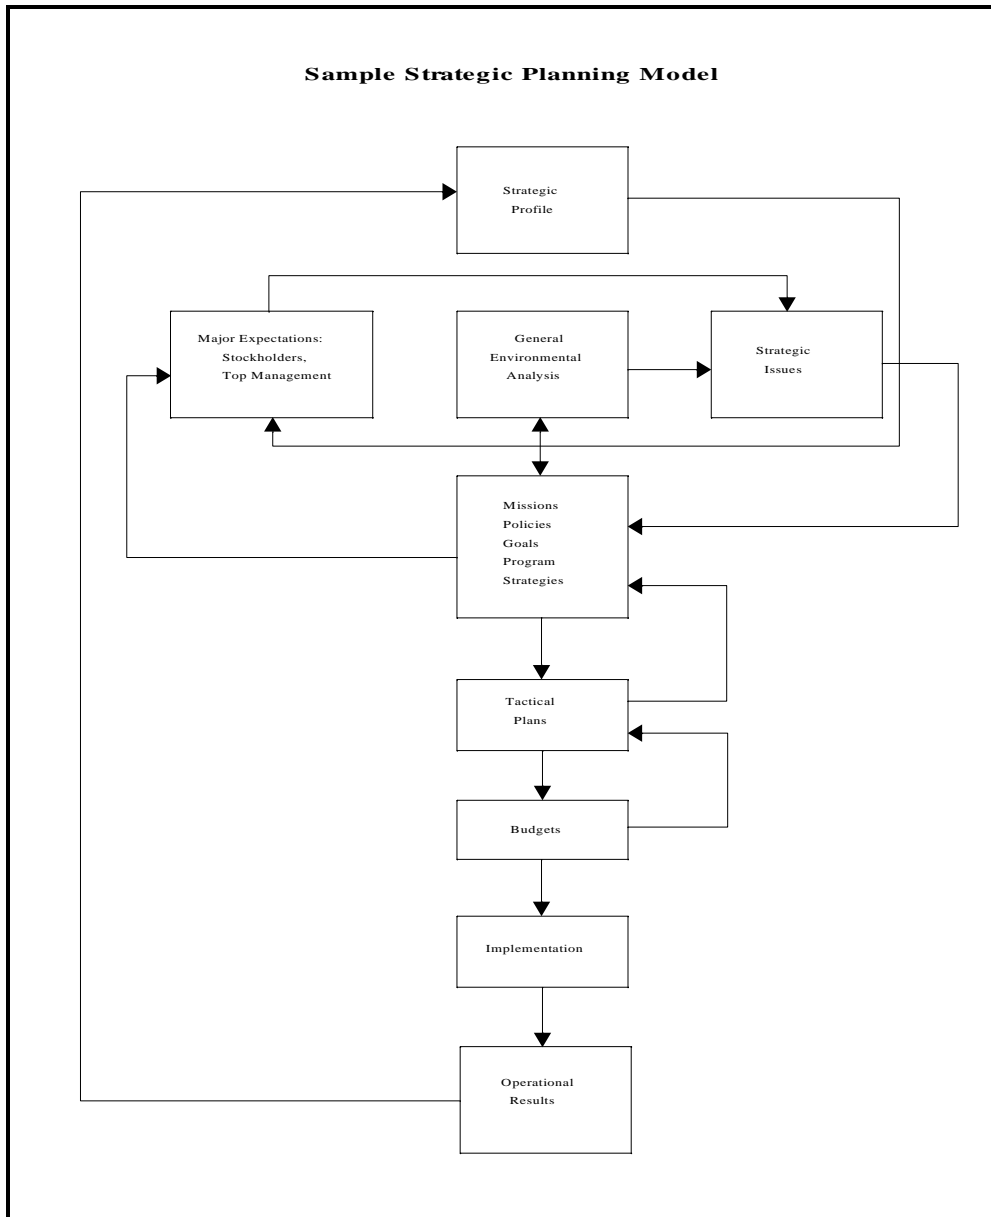 Sample Strategic Planning Model
Strategic
Profile
Major Expectations:
Stockholders,
Top Management
General
Environmental
Analysis
Strategic
Issues
Missions
Policies
Goals
Program
Strategies
Tactical
Plans
Budgets
Implementation
Operational
Results